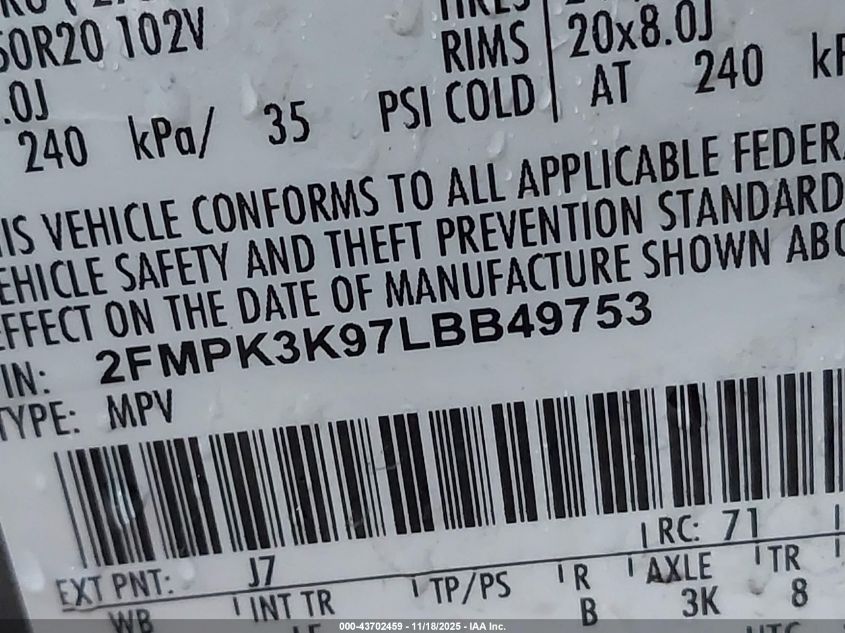 50R20 102V
TIRES
RIMS 20x8.0J
.0J
240 kPa/ 35 PSI COLD AT 240 kP
IS VEHICLE CONFORMS TO ALL APPLICABLE FEDER
EHICLE SAFETY AND THEFT PREVENTION STANDARD
EFFECT ON THE DATE OF MANUFACTURE SHOWN ABO
IN: 2FMPK3K97LBB49753
TYPE: MPV
RC: 71
EXT PNT: J7
WB INT TR TP/PS R AXLE TR
B 3K 8
000-43702459 - 11/18/2025 - IAA Inc.